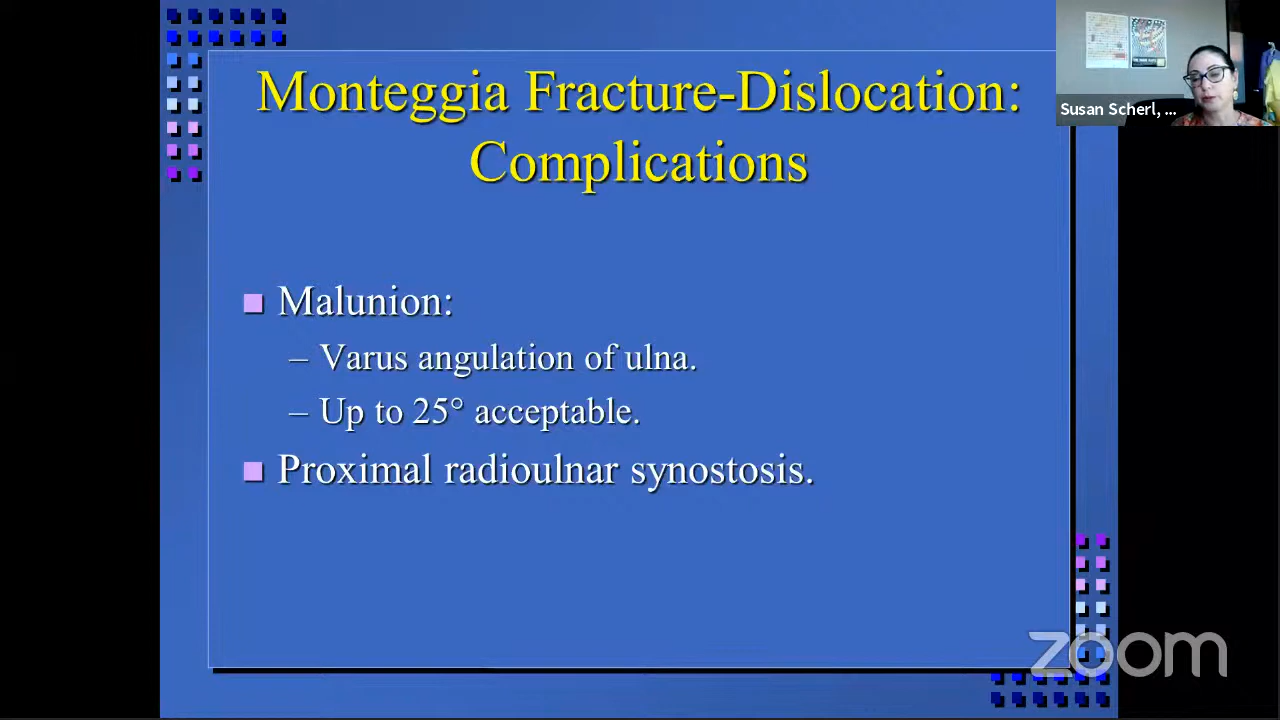 Monteggia Fracture-Dislocation:
Complications
Susan Scherl, ...
Malunion:
– Varus angulation of ulna.
– Up to 25° acceptable.
Proximal radioulnar synostosis.
zoom